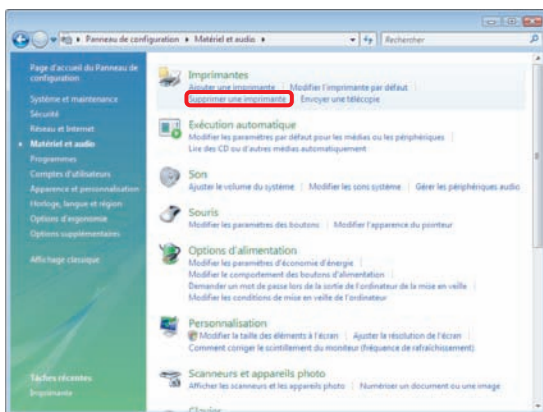 Panneau de configuration ▸ Matériel et audio ▸
Rechercher
Page d'accueil du Panneau de
configuration
Système et maintenance
Sécurité
Réseau et Internet
Matériel et audio
Programmes
Comptes d'utilisateurs
Apparence et personnalisation
Horloge, langue et région
Options d'ergonomie
Options supplémentaires
Affichage classique
Tâches récentes
Imprimante
Imprimantes
Ajouter une imprimante | Modifier l'imprimante par défaut
Supprimer une imprimante | Envoyer une télécopie
Exécution automatique
Modifier les paramètres par défaut pour les médias ou les périphériques
Lire des CD ou d'autres médias automatiquement
Son
Ajuster le volume du système | Modifier les sons système | Gérer les périphériques audio
Souris
Modifier les paramètres des boutons | Modifier l'apparence du pointeur
Options d'alimentation
Modifier les paramètres d'économie d'énergie
Modifier le comportement des boutons d'alimentation
Demander un mot de passe lors de la sortie de l'ordinateur de la mise en veille
Modifier les conditions de mise en veille de l'ordinateur
Personnalisation
Modifier la taille des éléments à l'écran | Ajuster la résolution de l'écran
Comment corriger le scintillement du moniteur (fréquence de rafraîchissement)
Scanneurs et appareils photo
Afficher les scanneurs et les appareils photo | Numériser un document ou une image
Clavier